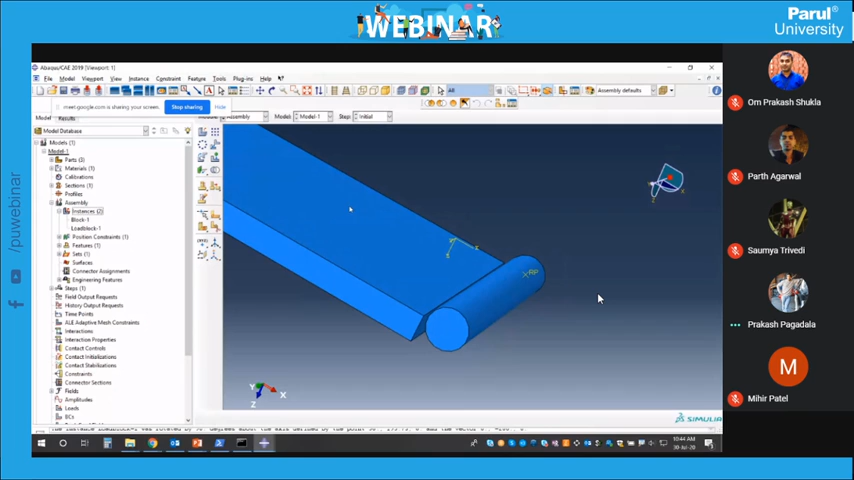 WEBINAR
Parul®
University
/puwebinar
Abaqus/CAE 2019 [Viewport: 1]
File Model Viewport View Instance Constraint Feature Tools Plug-ins Help
All
Assembly defaults
meet.google.com is sharing your screen.
Stop sharing
Hide
Model
Results
Assembly
Model:
Model-1
Step:
Initial
Model Database
Models (1)
Model-1
Parts (3)
Materials (1)
Calibrations
Sections (1)
Profiles
Assembly
Instances (2)
Block-1
Loadblock-1
Position Constraints (1)
Features (1)
Sets (1)
Surfaces
Connector Assignments
Engineering Features
Steps (1)
Field Output Requests
History Output Requests
Time Points
ALE Adaptive Mesh Constraints
Interactions
Interaction Properties
Contact Controls
Contact Initializations
Contact Stabilizations
Constraints
Connector Sections
Fields
Amplitudes
Loads
BCs
RP
Y
X
Z
SIMULIA
10:44 AM
30-Jul-20
Om Prakash Shukla
Parth Agarwal
Saumya Trivedi
Prakash Pagadala
M
Mihir Patel